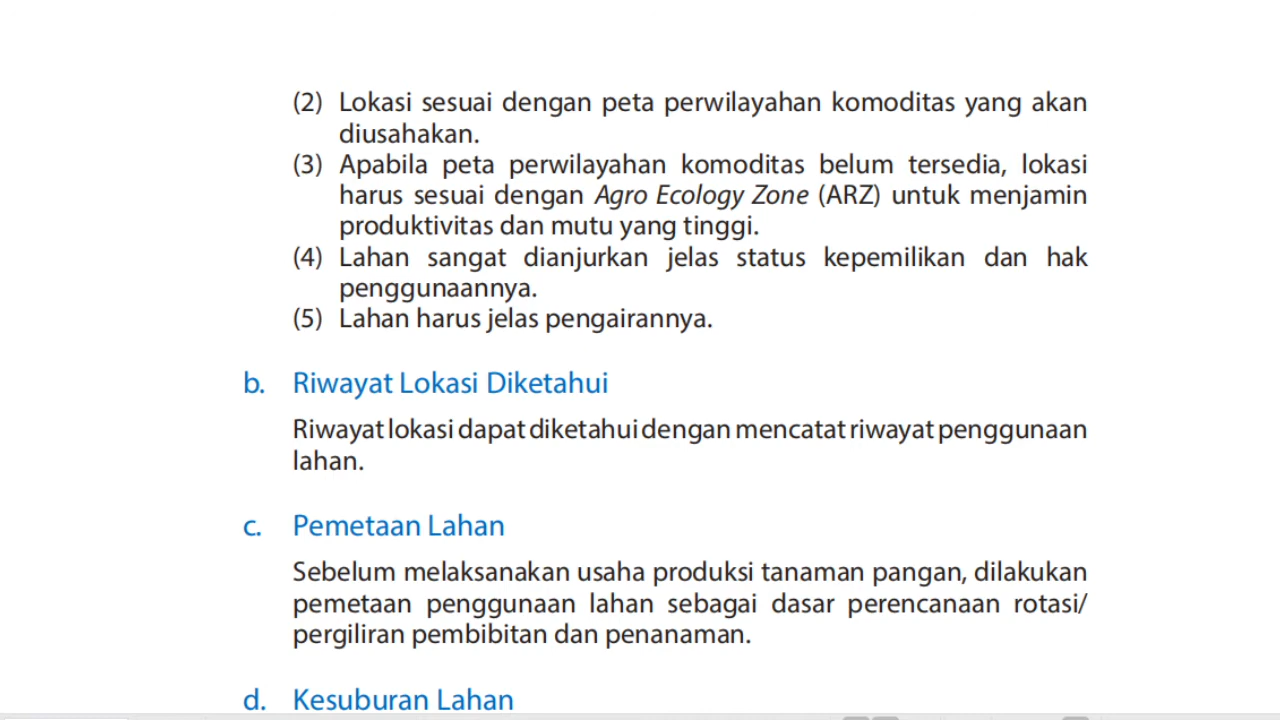 (2) Lokasi sesuai dengan peta perwilayahan komoditas yang akan
diusahakan.
(3) Apabila peta perwilayahan komoditas belum tersedia, lokasi
harus sesuai dengan Agro Ecology Zone (ARZ) untuk menjamin
produktivitas dan mutu yang tinggi.
(4) Lahan sangat dianjurkan jelas status kepemilikan dan hak
penggunaannya.
(5) Lahan harus jelas pengairannya.
b. Riwayat Lokasi Diketahui
Riwayat lokasi dapat diketahui dengan mencatat riwayat penggunaan
lahan.
c. Pemetaan Lahan
Sebelum melaksanakan usaha produksi tanaman pangan, dilakukan
pemetaan penggunaan lahan sebagai dasar perencanaan rotasi/
pergiliran pembibitan dan penanaman.
d. Kesuburan Lahan